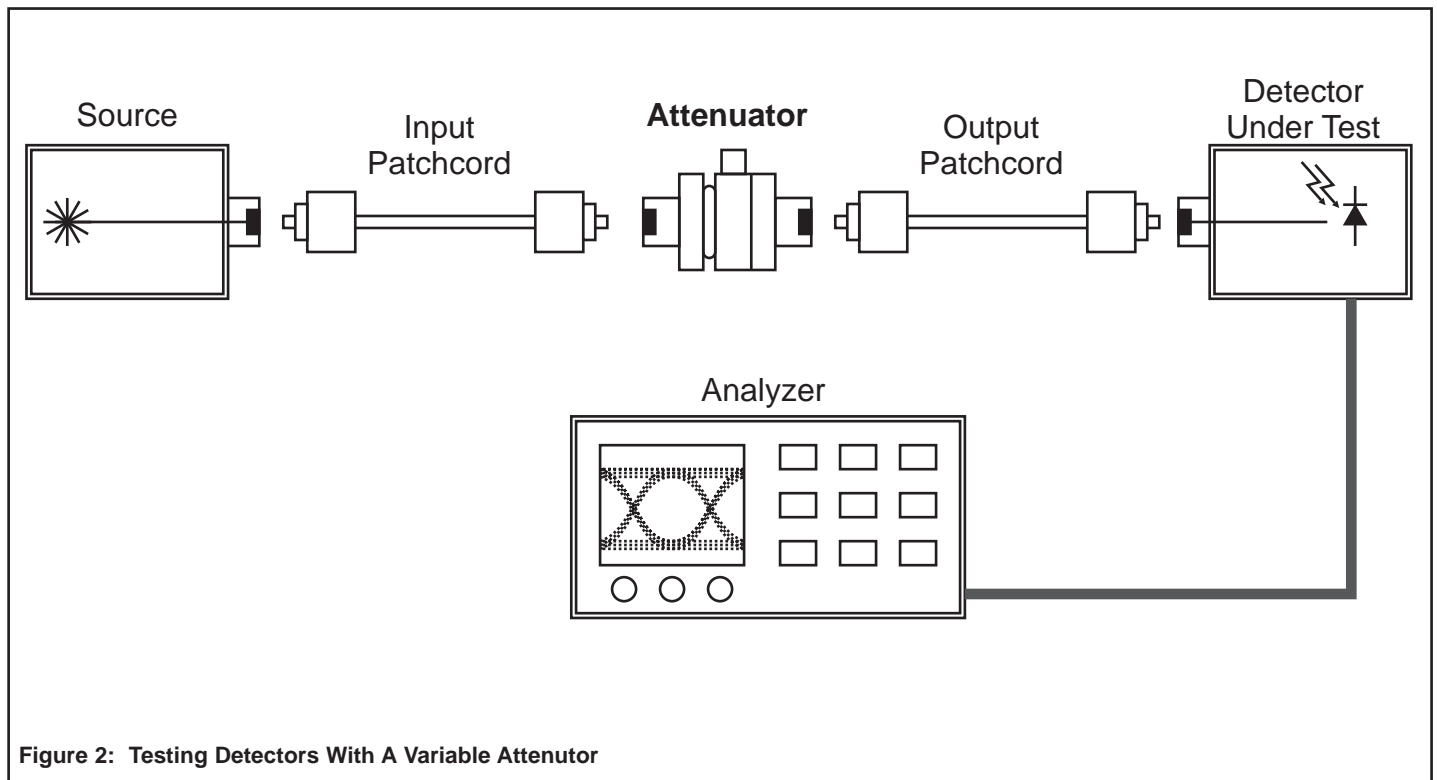 Source
Input
Patchcord
Attenuator
Output
Patchcord
Detector
Under Test
Analyzer
Figure 2: Testing Detectors With A Variable Attenutor